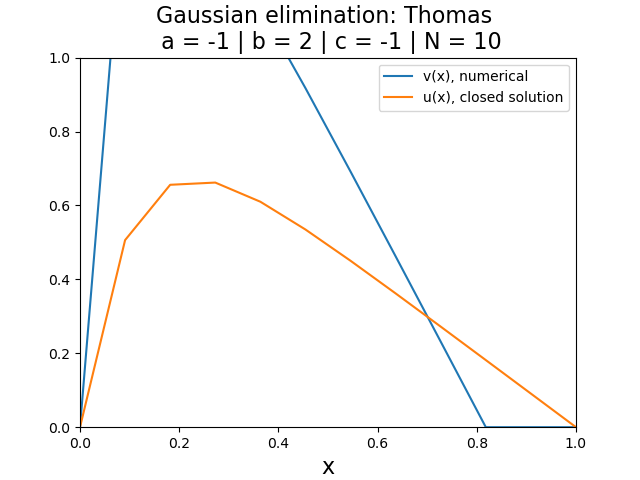 Gaussian elimination: Thomas
a = -1 | b = 2 | c = -1 | N = 10
1.0
0.8
0.6
0.4
0.2
0.0
v(x), numerical
u(x), closed solution
0.0 0.2 0.4 0.6 0.8 1.0
x